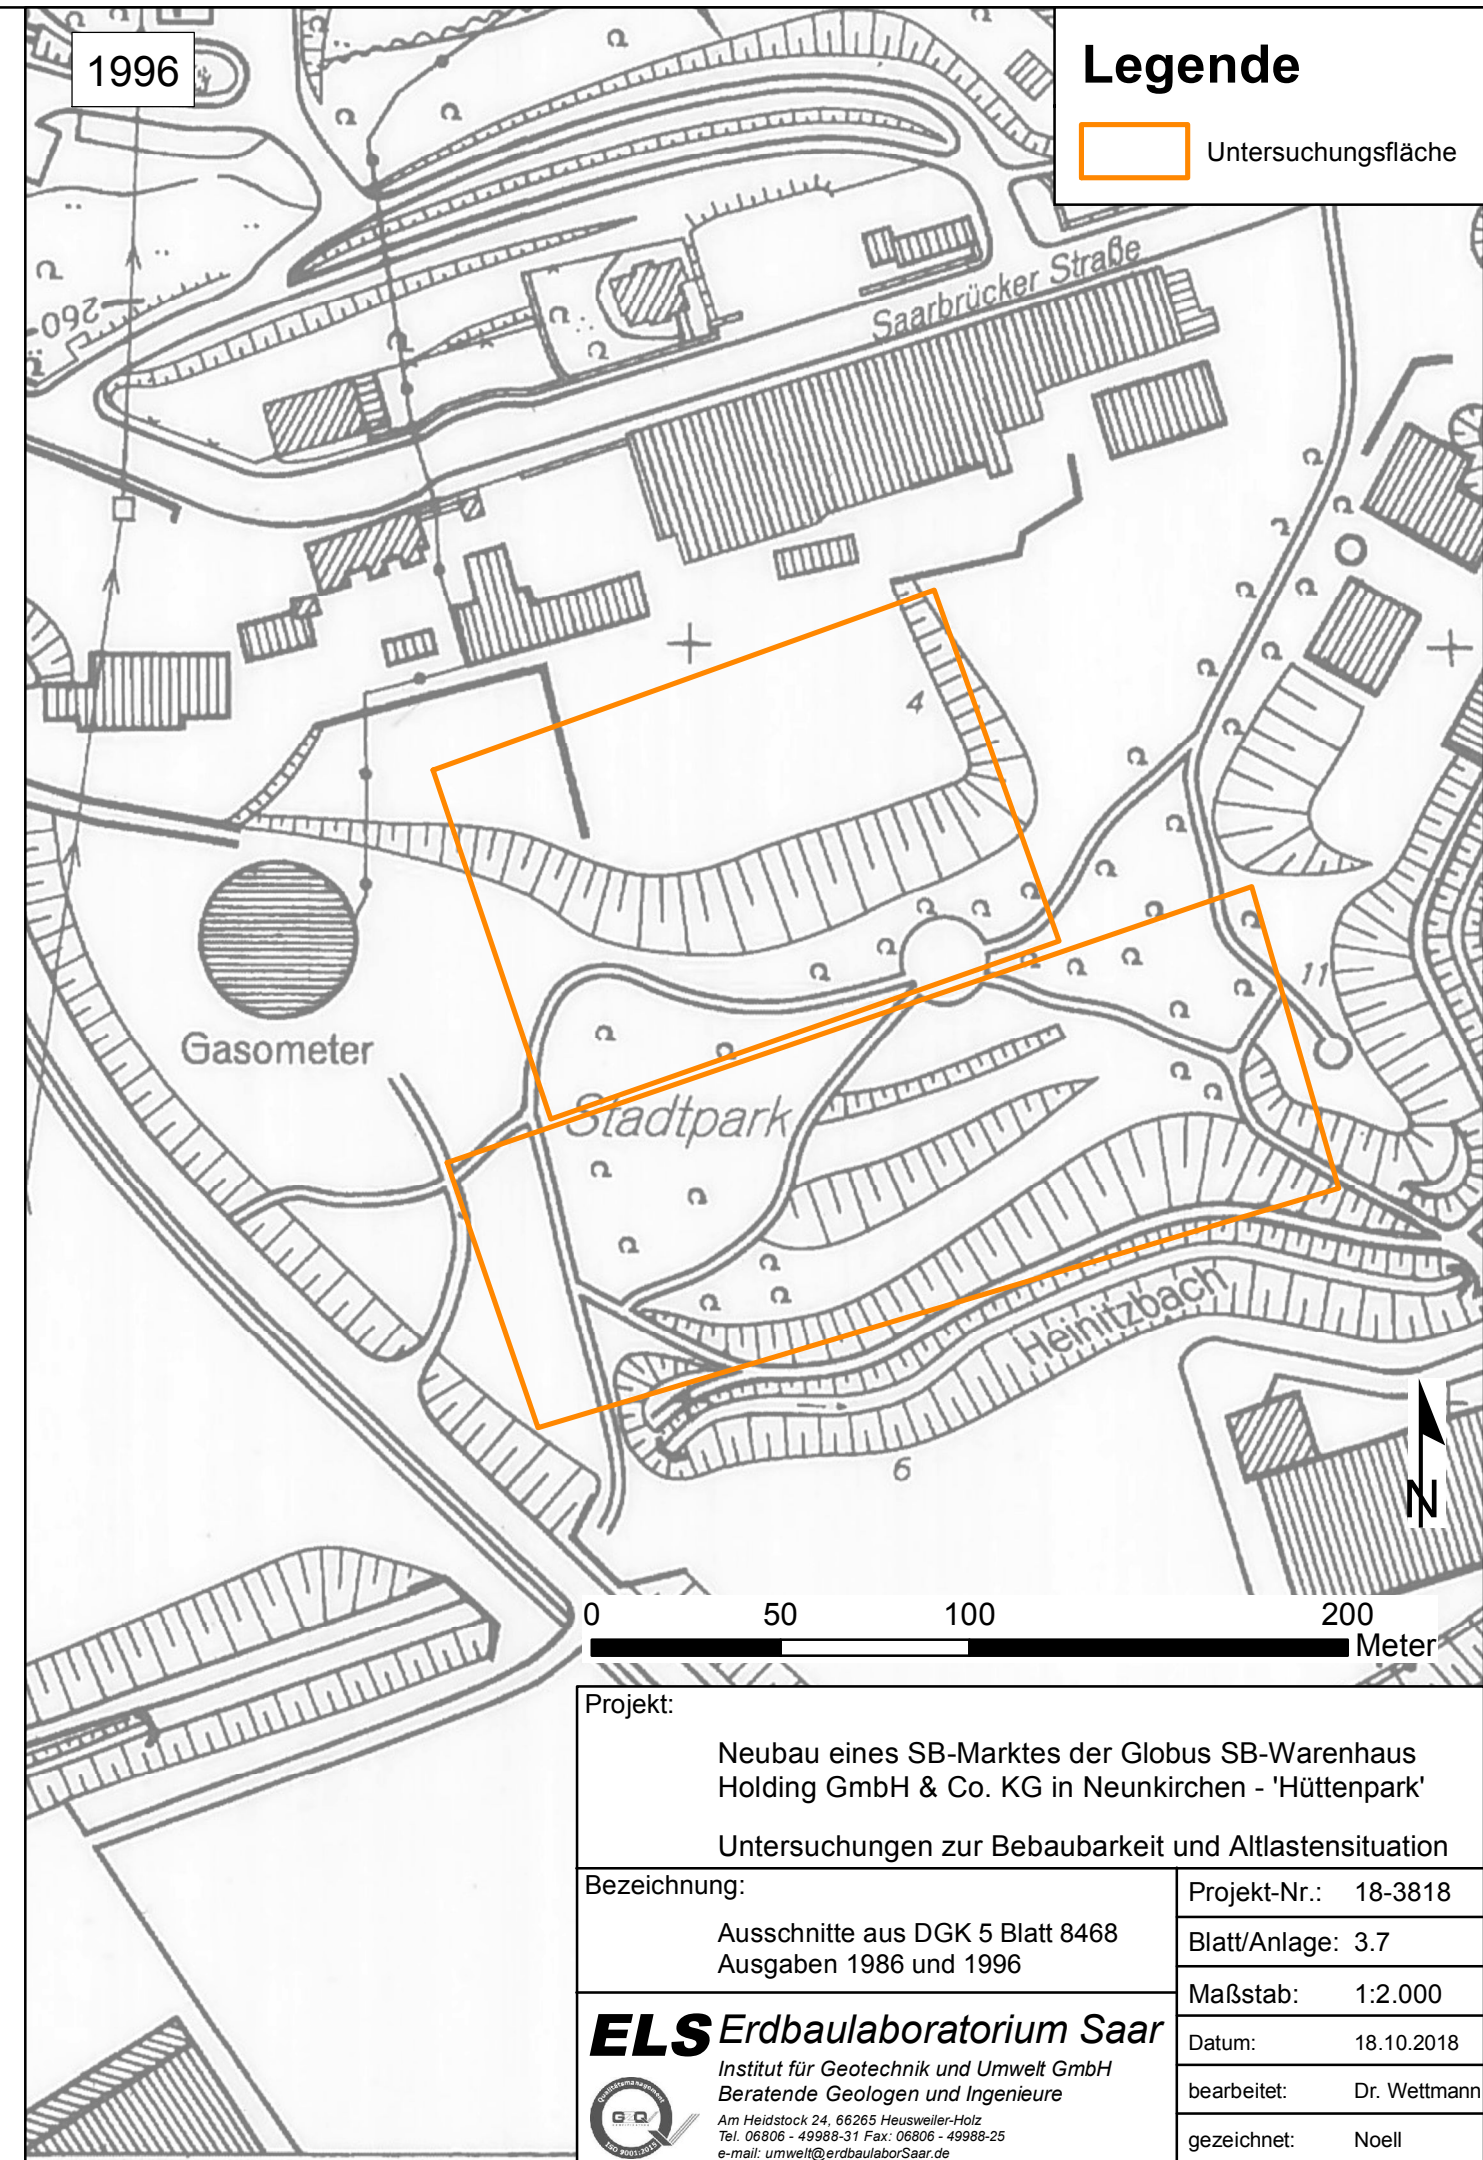 1996
Legende
Untersuchungsfläche
260
Saarbrücker Straße
4
11
Gasometer
Stadtpark
Heinitzbach
6
N
0 50 100 200
Meter
Projekt:
Neubau eines SB-Marktes der Globus SB-Warenhaus
Holding GmbH & Co. KG in Neunkirchen - 'Hüttenpark'
Untersuchungen zur Bebaubarkeit und Altlastensituation
Bezeichnung:
Ausschnitte aus DGK 5 Blatt 8468
Ausgaben 1986 und 1996
Projekt-Nr.: 18-3818
Blatt/Anlage: 3.7
Maßstab: 1:2.000
Datum: 18.10.2018
bearbeitet: Dr. Wettmann
gezeichnet: Noell
ELS Erdbaulaboratorium Saar
Institut für Geotechnik und Umwelt GmbH
Beratende Geologen und Ingenieure
Am Heidstock 24, 66265 Heusweiler-Holz
Tel. 06806 - 49988-31 Fax: 06806 - 49988-25
e-mail: umwelt@erdbaulaborSaar.de
Qualitätsmanagement
GZQ
ISO 9001:2015